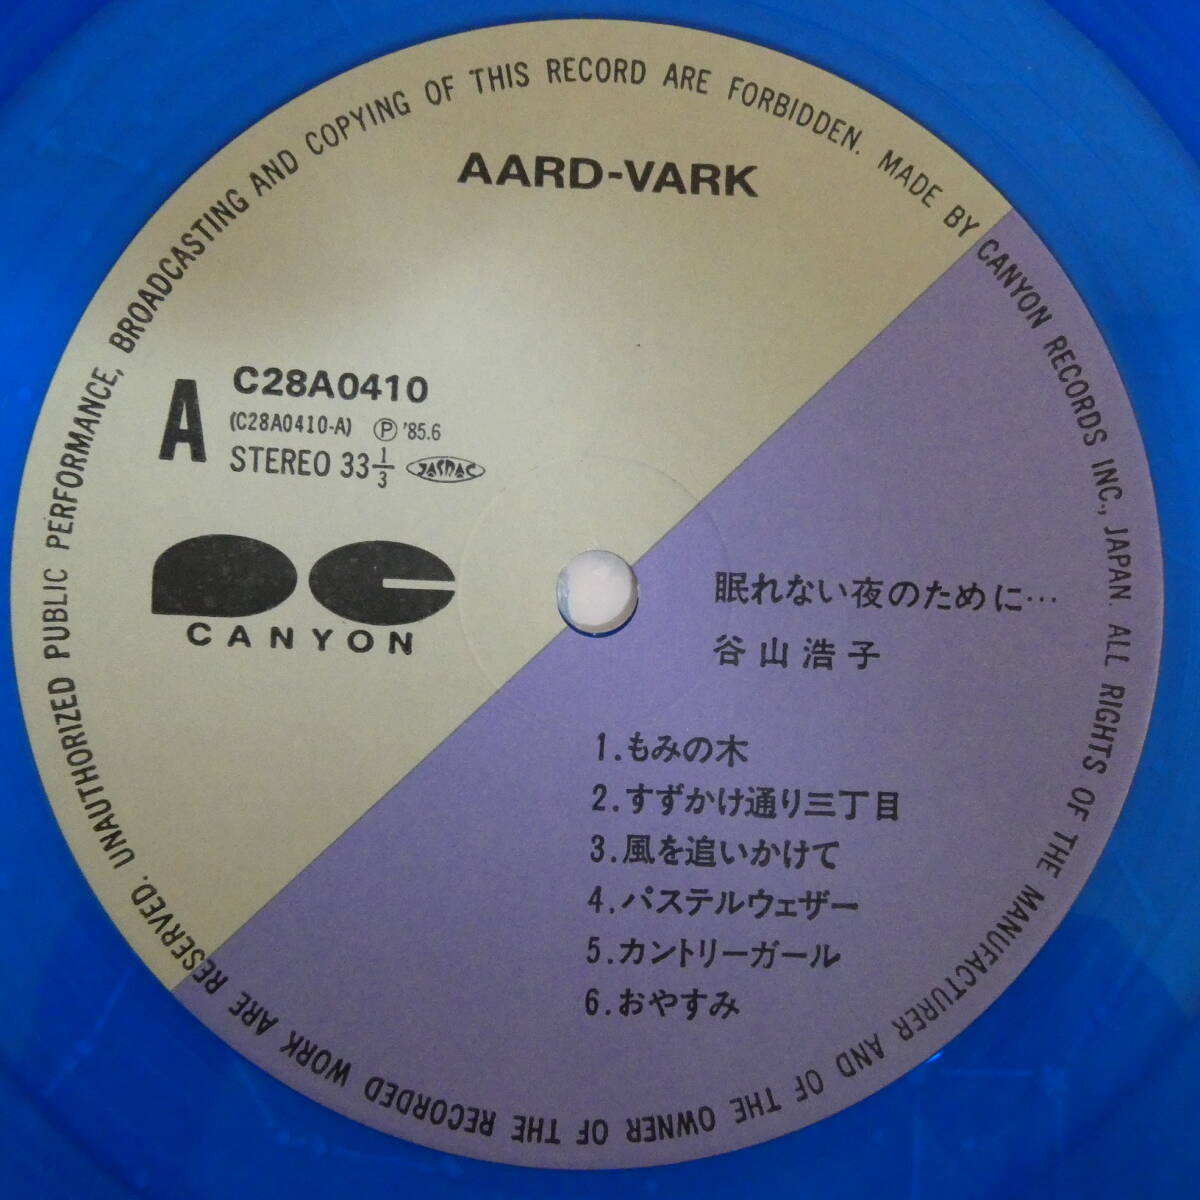 UNAUTHORIZED PUBLIC PERFORMANCE, BROADCASTING AND COPYING OF THIS RECORD ARE FORBIDDEN. MADE BY CANYON RECORDS INC., JAPAN. ALL RIGHTS OF THE MANUFACTURER AND OF THE OWNER OF THE RECORDED WORK ARE RESERVED.
AARD-VARK
A
C28A0410
(C28A0410-A) Ⓟ '85.6
STEREO 33 1/3 JASRAC
CANYON
眠れない夜のために…
谷山浩子
1.もみの木
2.すずかけ通り三丁目
3.風を追いかけて
4.パステルウェザー
5.カントリーガール
6.おやすみ